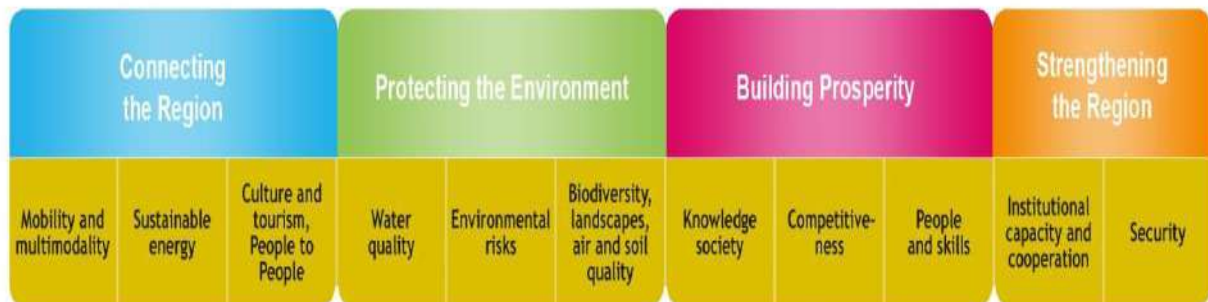 Connecting
the Region
Protecting the Environment
Building Prosperity
Strengthening
the Region
Mobility and
multimodality
Sustainable
energy
Culture and
tourism,
People to
People
Water
quality
Environmental
risks
Biodiversity,
landscapes,
air and soil
quality
Knowledge
society
Competitive-
ness
People
and skills
Institutional
capacity and
cooperation
Security